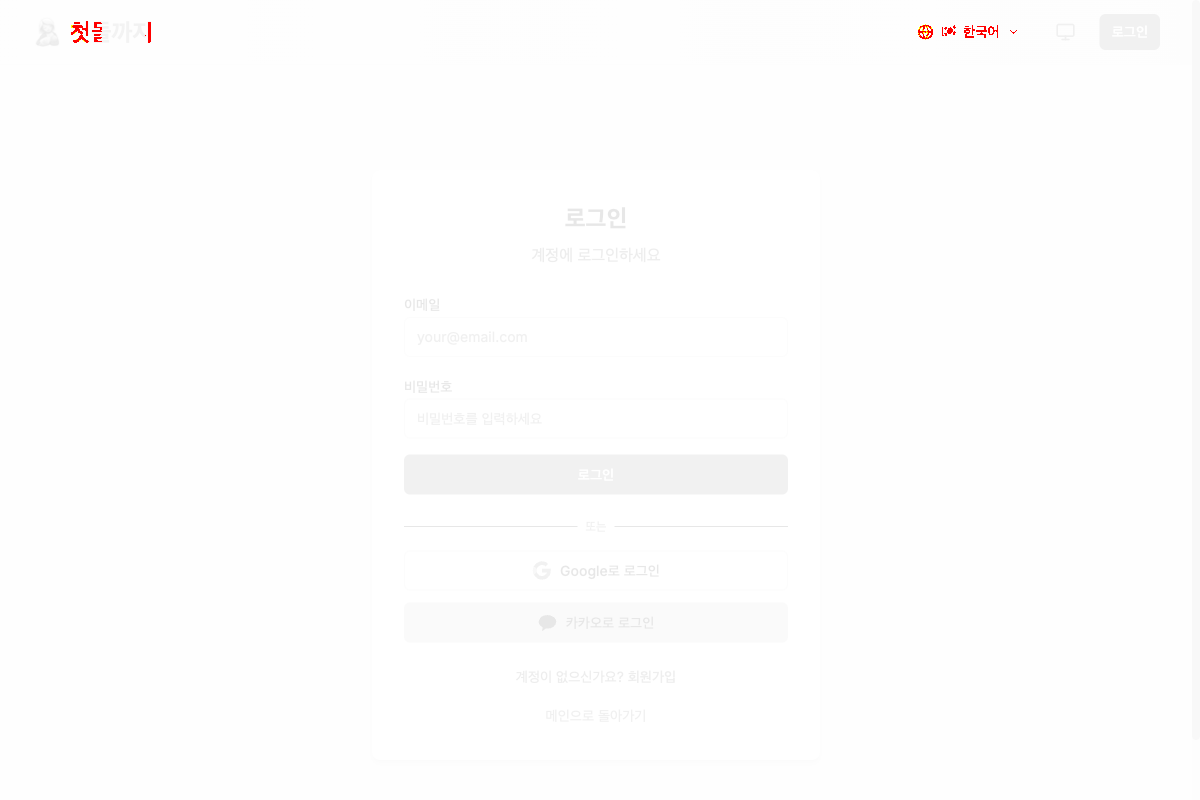 첫돌까지
한국어
로그인
로그인
계정에 로그인하세요
이메일
your@email.com
비밀번호
비밀번호를 입력하세요
로그인
또는
Google로 로그인
카카오로 로그인
계정이 없으신가요? 회원가입
메인으로 돌아가기